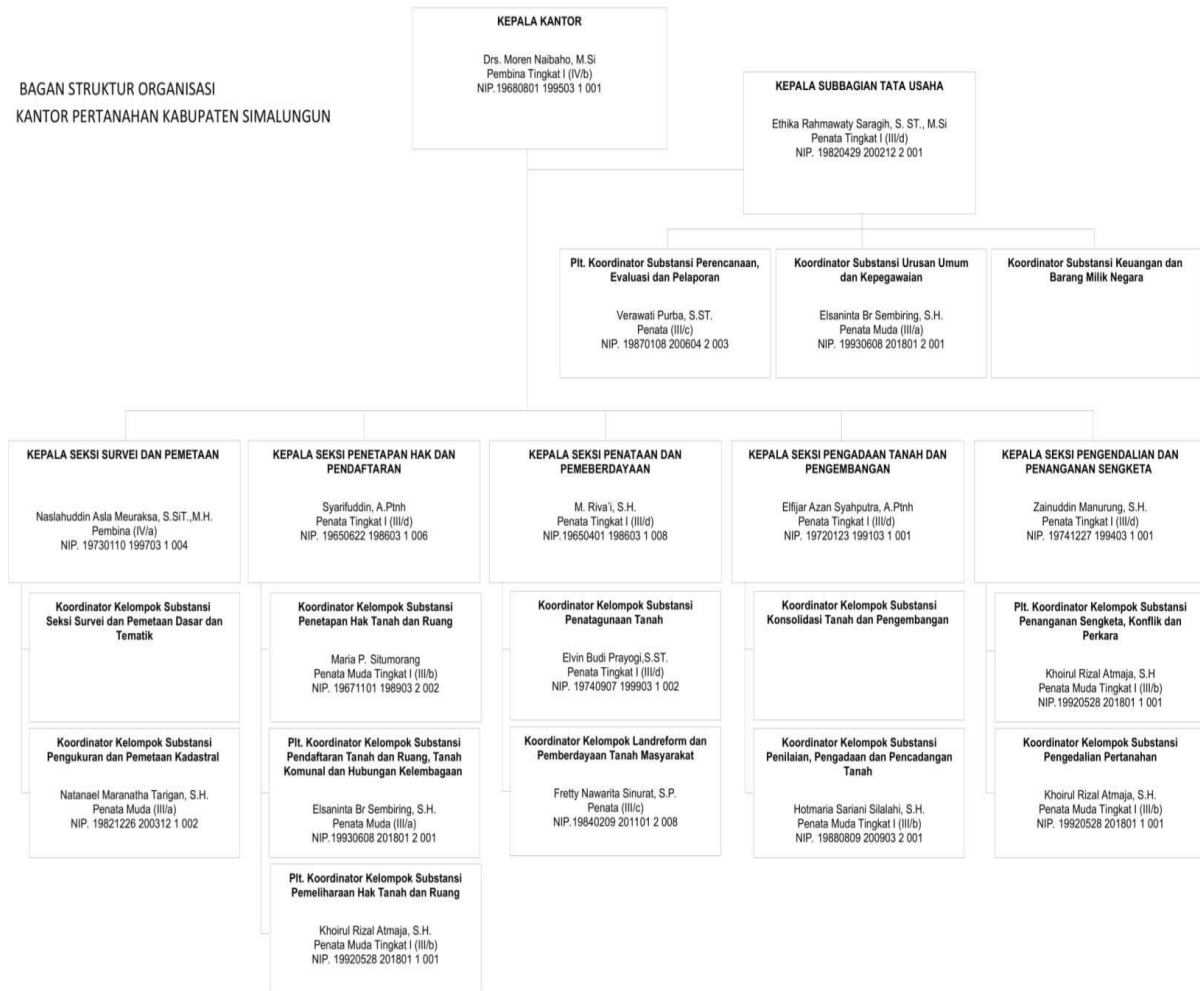 BAGAN STRUKTUR ORGANISASI
KANTOR PERTANAHAN KABUPATEN SIMALUNGUN
KEPALA KANTOR
Drs. Moren Naibaho, M.Si
Pembina Tingkat I (IV/b)
NIP.19680801 199503 1 001
KEPALA SUBBAGIAN TATA USAHA
Ethika Rahmawaty Saragih, S. ST., M.Si
Penata Tingkat I (III/d)
NIP. 19820429 200212 2 001
Plt. Koordinator Substansi Perencanaan,
Evaluasi dan Pelaporan
Verawati Purba, S.ST.
Penata (III/c)
NIP. 19870108 200604 2 003
Koordinator Substansi Urusan Umum
dan Kepegawaian
Elsaninta Br Sembiring, S.H.
Penata Muda (III/a)
NIP. 19930608 201801 2 001
Koordinator Substansi Keuangan dan
Barang Milik Negara
KEPALA SEKSI SURVEI DAN PEMETAAN
Naslahuddin Asla Meuraksa, S.SiT.,M.H.
Pembina (IV/a)
NIP. 19730110 199703 1 004
Koordinator Kelompok Substansi
Seksi Survei dan Pemetaan Dasar dan
Tematik
Koordinator Kelompok Substansi
Pengukuran dan Pemetaan Kadastral
Natanael Maranatha Tarigan, S.H.
Penata Muda (III/a)
NIP. 19821226 200312 1 002
KEPALA SEKSI PENETAPAN HAK DAN
PENDAFTARAN
Syarifuddin, A.Ptnh
Penata Tingkat I (III/d)
NIP. 19650622 198603 1 006
Koordinator Kelompok Substansi
Penetapan Hak Tanah dan Ruang
Maria P. Situmorang
Penata Muda Tingkat I (III/b)
NIP. 19671101 198903 2 002
Plt. Koordinator Kelompok Substansi
Pendaftaran Tanah dan Ruang, Tanah
Komunal dan Hubungan Kelembagaan
Elsaninta Br Sembiring, S.H.
Penata Muda (III/a)
NIP.19930608 201801 2 001
Plt. Koordinator Kelompok Substansi
Pemeliharaan Hak Tanah dan Ruang
Khoirul Rizal Atmaja, S.H.
Penata Muda Tingkat I (III/b)
NIP. 19920528 201801 1 001
KEPALA SEKSI PENATAAN DAN
PEMEBERDAYAAN
M. Riva'i, S.H.
Penata Tingkat I (III/d)
NIP.19650401 198603 1 008
Koordinator Kelompok Substansi
Penatagunaan Tanah
Elvin Budi Prayogi,S.ST.
Penata Tingkat I (III/d)
NIP. 19740907 199903 1 002
Koordinator Kelompok Landreform dan
Pemberdayaan Tanah Masyarakat
Fretty Nawarita Sinurat, S.P.
Penata (III/c)
NIP.19840209 201101 2 008
KEPALA SEKSI PENGADAAN TANAH DAN
PENGEMBANGAN
Elfijar Azan Syahputra, A.Ptnh
Penata Tingkat I (III/d)
NIP. 19720123 199103 1 001
Koordinator Kelompok Substansi
Konsolidasi Tanah dan Pengembangan
Koordinator Kelompok Substansi
Penilaian, Pengadaan dan Pencadangan
Tanah
Hotmaria Sariani Silalahi, S.H.
Penata Muda Tingkat I (III/b)
NIP. 19880809 200903 2 001
KEPALA SEKSI PENGENDALIAN DAN
PENANGANAN SENGKETA
Zainuddin Manurung, S.H.
Penata Tingkat I (III/d)
NIP. 19741227 199403 1 001
Plt. Koordinator Kelompok Substansi
Penanganan Sengketa, Konflik dan
Perkara
Khoirul Rizal Atmaja, S.H
Penata Muda Tingkat I (III/b)
NIP.19920528 201801 1 001
Koordinator Kelompok Substansi
Pengedalian Pertanahan
Khoirul Rizal Atmaja, S.H.
Penata Muda Tingkat I (III/b)
NIP. 19920528 201801 1 001